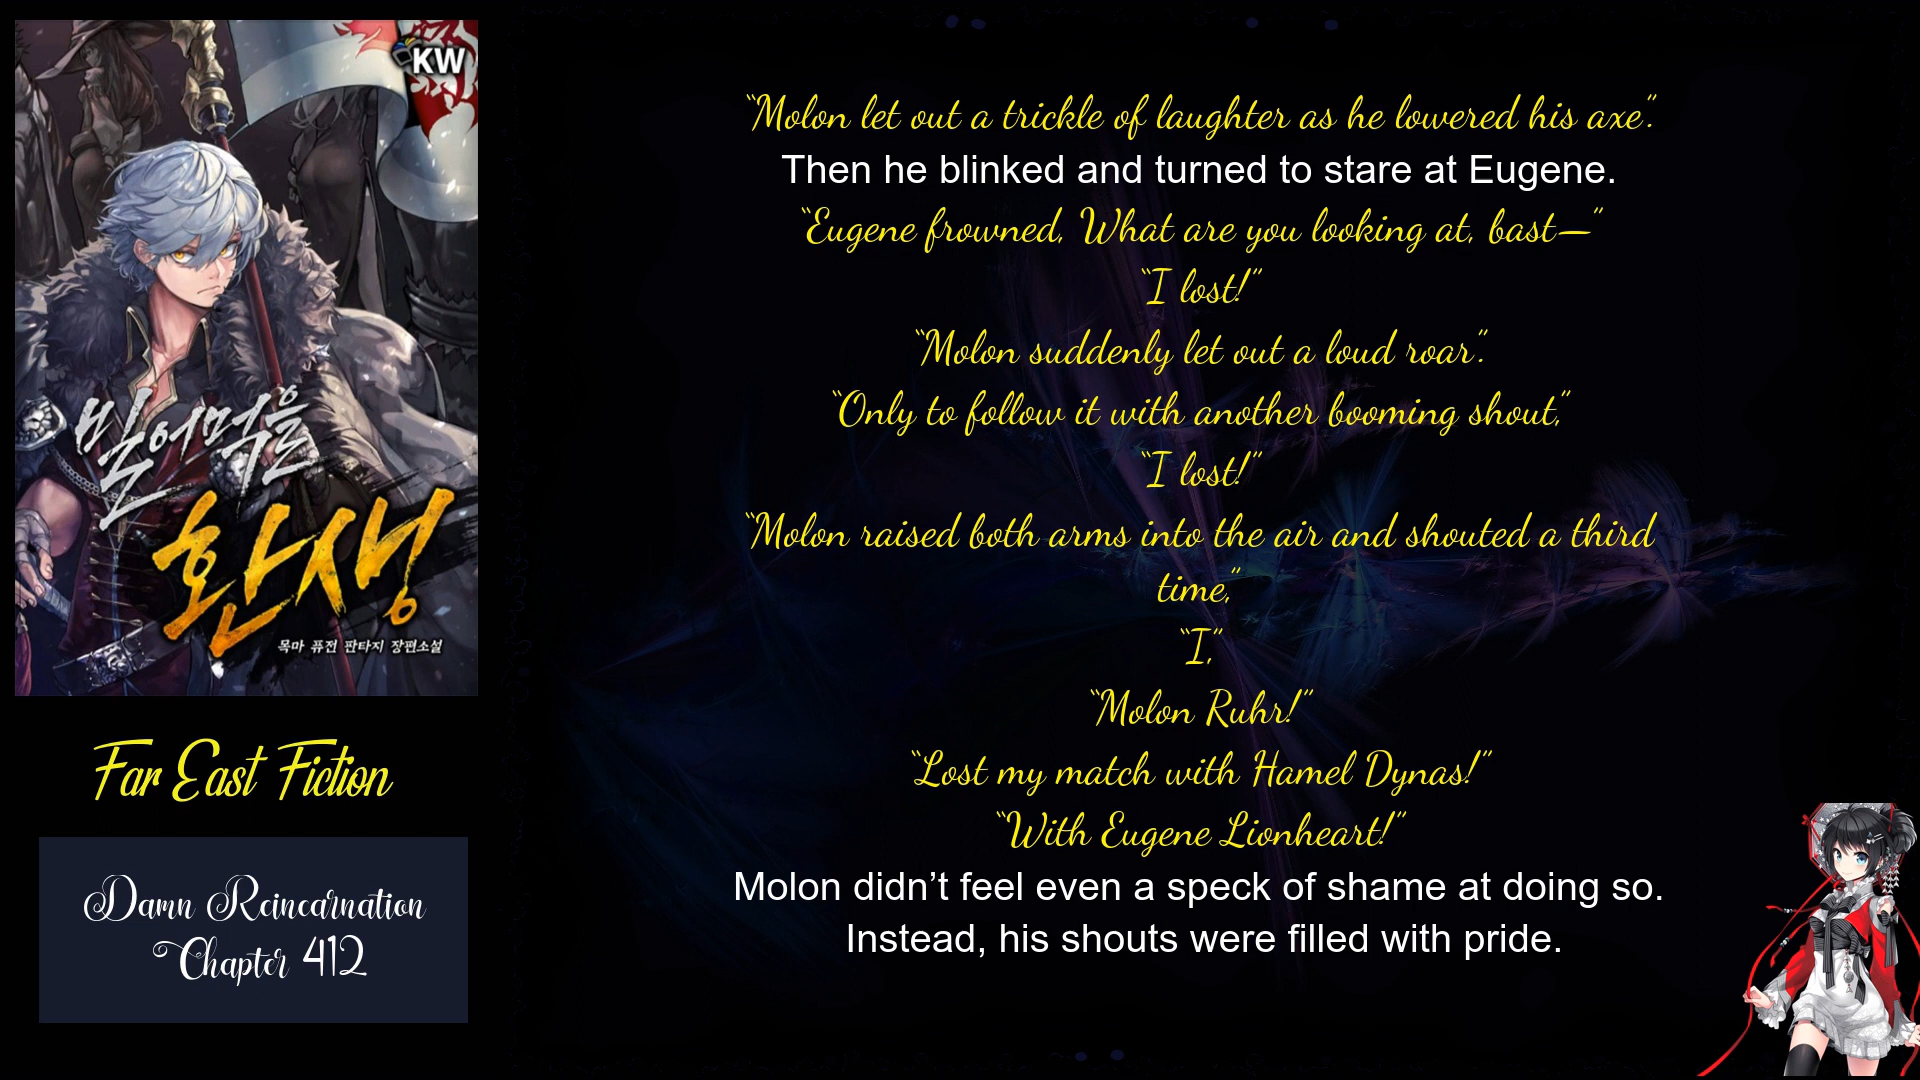 KW
빌어먹을
환생
목마 퓨전 판타지 장편소설
Far East Fiction
Damn Reincarnation
Chapter 412
“Molon let out a trickle of laughter as he lowered his axe”.
Then he blinked and turned to stare at Eugene.
“Eugene frowned, What are you looking at, bast—”
“I lost!”
“Molon suddenly let out a loud roar”.
“Only to follow it with another booming shout,”
“I lost!”
“Molon raised both arms into the air and shouted a third
time,”
“I,”
“Molon Ruhr!”
“Lost my match with Hamel Dynas!”
“With Eugene Lionheart!”
Molon didn’t feel even a speck of shame at doing so.
Instead, his shouts were filled with pride.